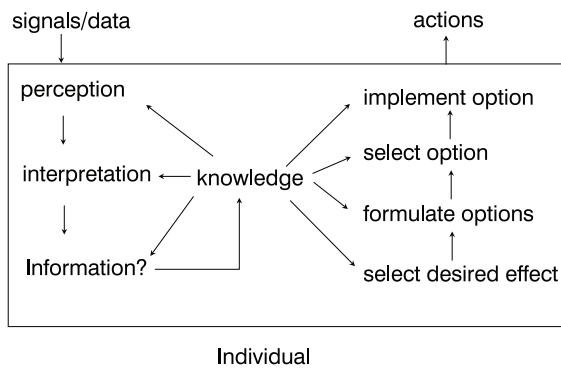 signals/data
actions
perception
implement option
select option
interpretation
knowledge
formulate options
Information?
select desired effect
Individual